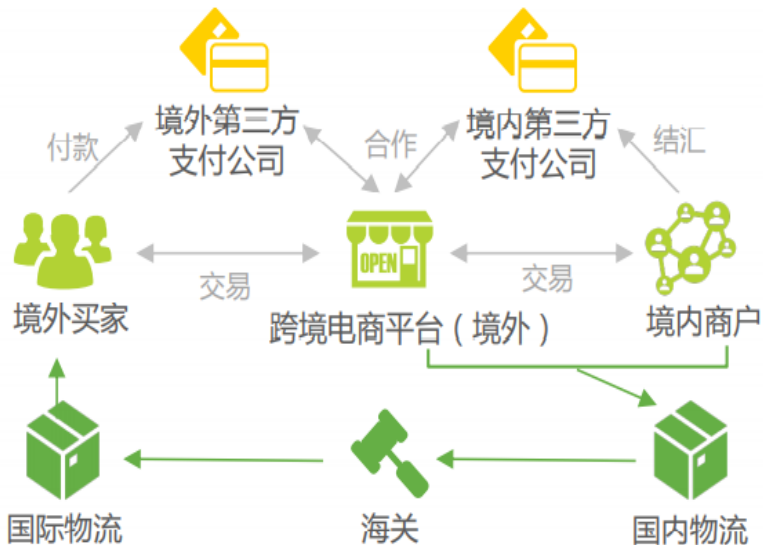 境外第三方
支付公司
境内第三方
支付公司
付款
合作
结汇
OPEN
交易
交易
境外买家
跨境电商平台（境外）
境内商户
国际物流
海关
国内物流